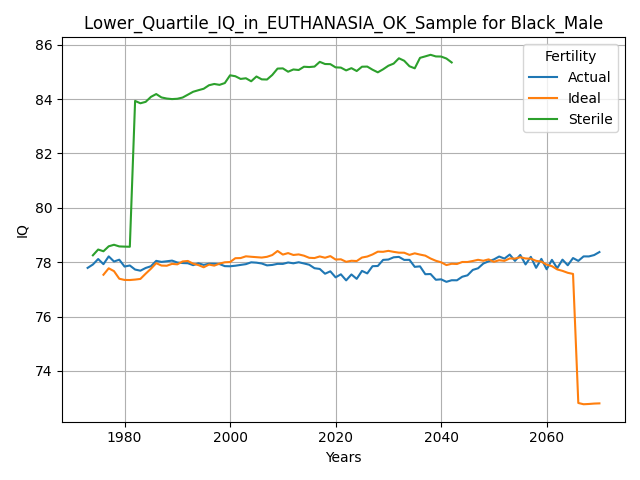 Lower_Quartile_IQ_in_EUTHANASIA_OK_Sample for Black_Male
Fertility
Actual
Ideal
Sterile
IQ
86
84
82
80
78
76
74
1980
2000
2020
2040
2060
Years